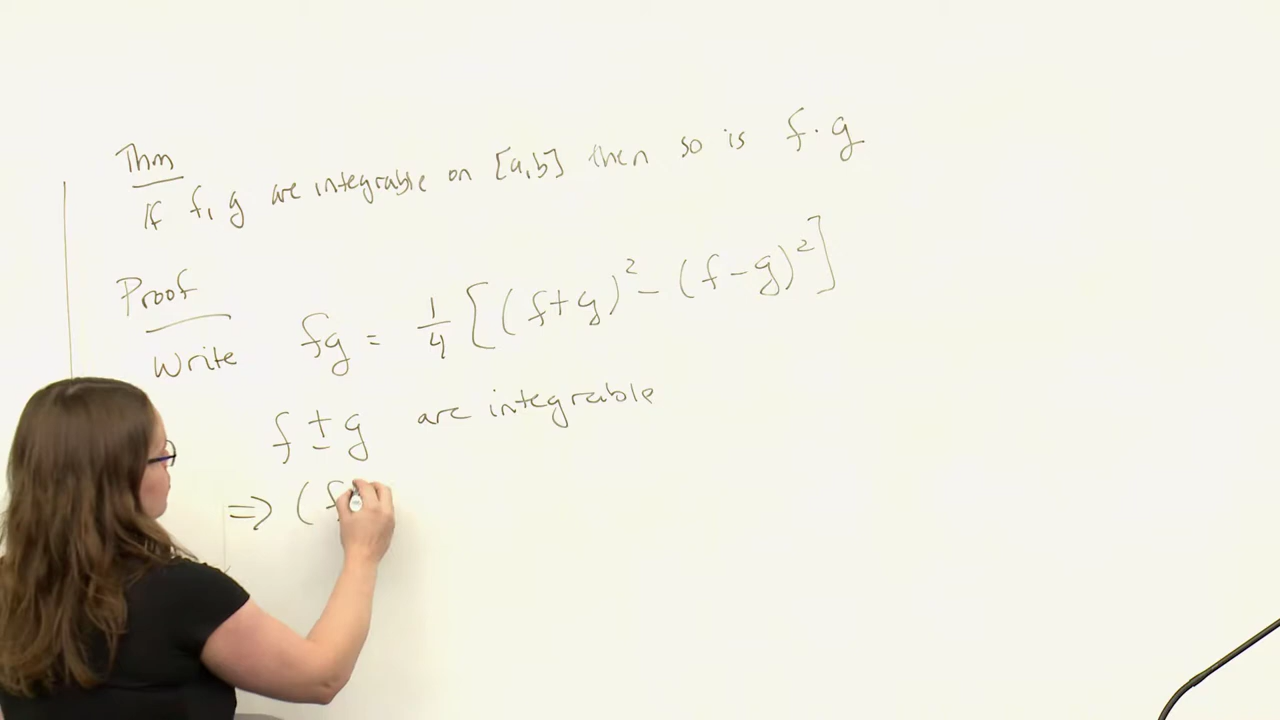 Thm
If f, g are integrable on [a,b] then so is f·g
Proof
Write fg = 1/4 [(f+g)² - (f-g)²]
f ± g are integrable
⇒ (f